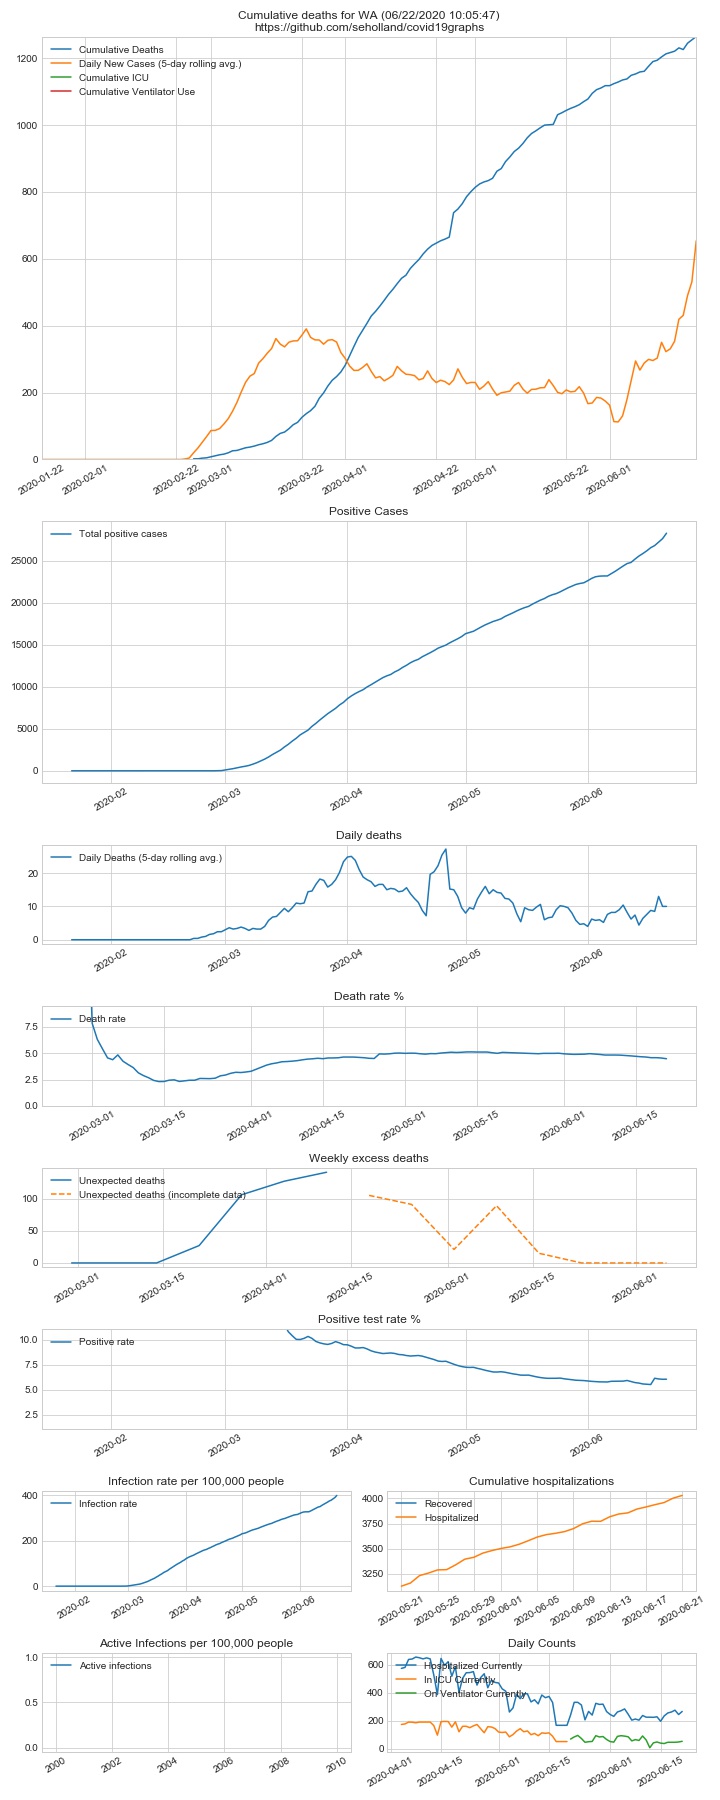 Cumulative deaths for WA (06/22/2020 10:05:47)
https://github.com/seholland/covid19graphs
Cumulative Deaths
Daily New Cases (5-day rolling avg.)
Cumulative ICU
Cumulative Ventilator Use
1200
1000
800
600
400
200
0
2020-01-22 2020-02-01 2020-02-22 2020-03-01 2020-03-22 2020-04-01 2020-04-22 2020-05-01 2020-05-22 2020-06-01
Positive Cases
Total positive cases
25000
20000
15000
10000
5000
0
2020-02 2020-03 2020-04 2020-05 2020-06
Daily deaths
Daily Deaths (5-day rolling avg.)
20
10
0
2020-02 2020-03 2020-04 2020-05 2020-06
Death rate %
Death rate
7.5
5.0
2.5
0.0
2020-03-01 2020-03-15 2020-04-01 2020-04-15 2020-05-01 2020-05-15 2020-06-01 2020-06-15
Weekly excess deaths
Unexpected deaths
Unexpected deaths (incomplete data)
100
50
0
2020-03-01 2020-03-15 2020-04-01 2020-04-15 2020-05-01 2020-05-15 2020-06-01
Positive test rate %
Positive rate
10.0
7.5
5.0
2.5
2020-02 2020-03 2020-04 2020-05 2020-06
Infection rate per 100,000 people
Infection rate
400
200
0
2020-02 2020-03 2020-04 2020-05 2020-06
Cumulative hospitalizations
Recovered
Hospitalized
4000
3750
3500
3250
2020-05-21 2020-05-25 2020-05-29 2020-06-01 2020-06-05 2020-06-09 2020-06-13 2020-06-17 2020-06-21
Active Infections per 100,000 people
Active infections
1.0
0.5
0.0
2000 2002 2004 2006 2008 2010
Daily Counts
Hospitalized Currently
In ICU Currently
On Ventilator Currently
600
400
200
0
2020-04-01 2020-04-15 2020-05-01 2020-05-15 2020-06-01 2020-06-15